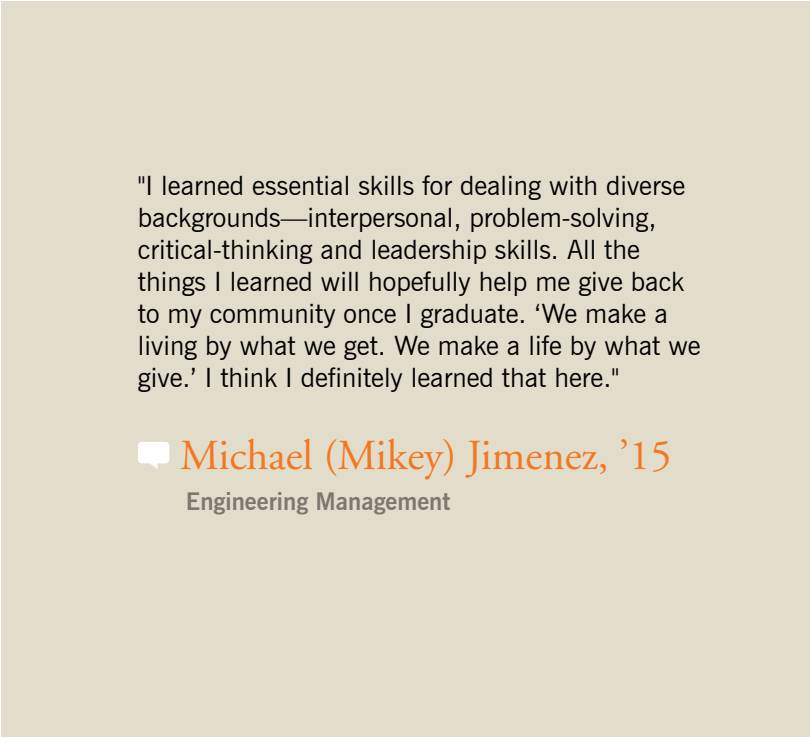 "I learned essential skills for dealing with diverse
backgrounds—interpersonal, problem-solving,
critical-thinking and leadership skills. All the
things I learned will hopefully help me give back
to my community once I graduate. ‘We make a
living by what we get. We make a life by what we
give.’ I think I definitely learned that here."
Michael (Mikey) Jimenez, ’15
Engineering Management